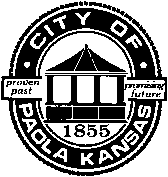 CITY OF
proven
past
promising
future
1855
PAOLA KANSAS